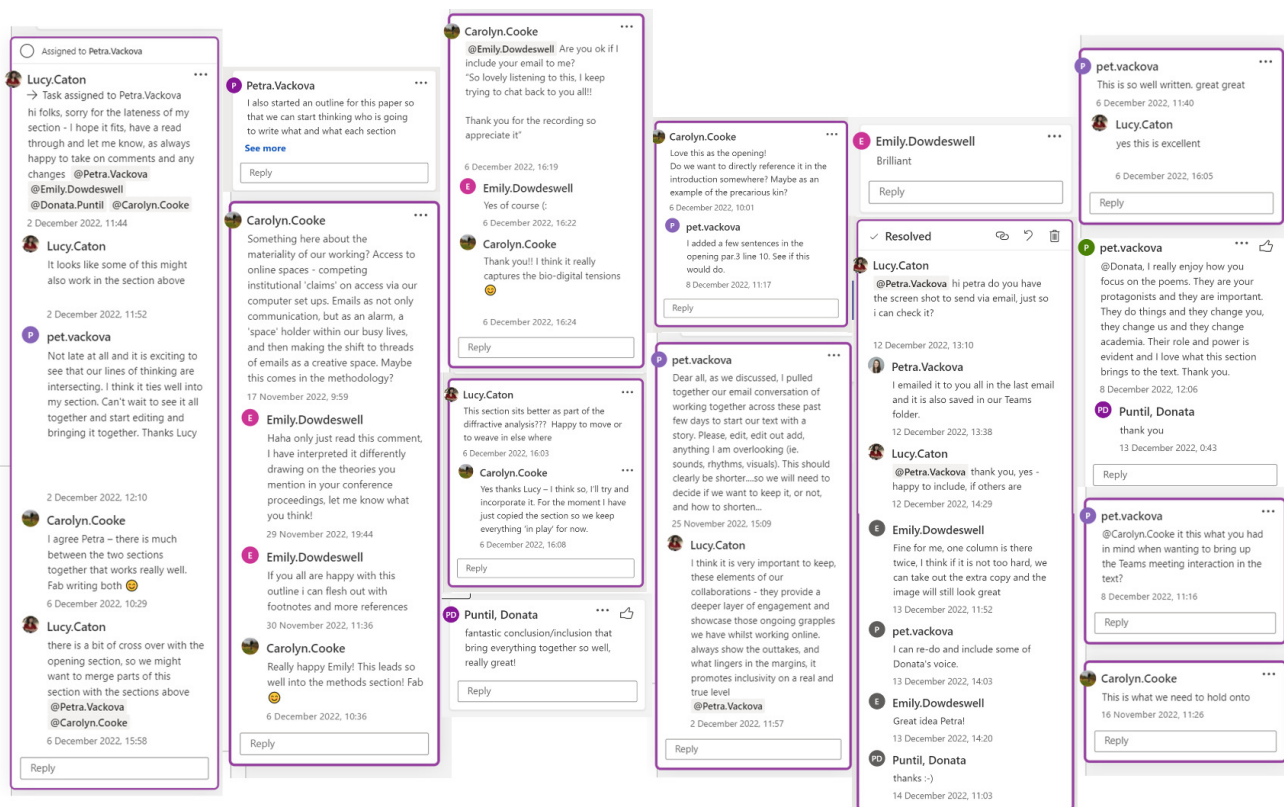 Assigned to Petra.Vackova
Lucy.Caton
→ Task assigned to Petra.Vackova
hi folks, sorry for the lateness of my
section - I hope it fits, have a read
through and let me know, as always
happy to take on comments and any
changes @Petra.Vackova
@Emily.Dowdeswell
@Donata.Puntil @Carolyn.Cooke
2 December 2022, 11:44
Lucy.Caton
It looks like some of this might
also work in the section above
2 December 2022, 11:52
P pet.vackova
Not late at all and it is exciting to
see that our lines of thinking are
intersecting. I think it ties well into
my section. Can't wait to see it all
together and start editing and
bringing it together. Thanks Lucy
2 December 2022, 12:10
Carolyn.Cooke
I agree Petra – there is much
between the two sections
together that works really well.
Fab writing both 😊
6 December 2022, 10:29
Lucy.Caton
there is a bit of cross over with the
opening section, so we might
want to merge parts of this
section with the sections above
@Petra.Vackova
@Carolyn.Cooke
6 December 2022, 15:58
Reply
P Petra.Vackova
I also started an outline for this paper so
that we can start thinking who is going
to write what and what each section
See more
Reply
Carolyn.Cooke
Something here about the
materiality of our working? Access to
online spaces - competing
institutional 'claims' on access via our
computer set ups. Emails as not only
communication, but as an alarm, a
'space' holder within our busy lives,
and then making the shift to threads
of emails as a creative space. Maybe
this comes in the methodology?
17 November 2022, 9:59
E Emily.Dowdeswell
Haha only just read this comment,
I have interpreted it differently
drawing on the theories you
mention in your conference
proceedings, let me know what
you think!
29 November 2022, 19:44
E Emily.Dowdeswell
If you all are happy with this
outline i can flesh out with
footnotes and more references
30 November 2022, 11:36
Carolyn.Cooke
Really happy Emily! This leads so
well into the methods section! Fab
😊
6 December 2022, 10:36
Reply
Carolyn.Cooke
@Emily.Dowdeswell Are you ok if I
include your email to me?
"So lovely listening to this, I keep
trying to chat back to you all!!
Thank you for the recording so
appreciate it"
6 December 2022, 16:19
E Emily.Dowdeswell
Yes of course (:
6 December 2022, 16:22
Carolyn.Cooke
Thank you!! I think it really
captures the bio-digital tensions
😊
6 December 2022, 16:24
Reply
Lucy.Caton
This section sits better as part of the
diffractive analysis??? Happy to move or
to weave in else where
6 December 2022, 16:03
Carolyn.Cooke
Yes thanks Lucy – I think so, I'll try and
incorporate it. For the moment I have
just copied the section so we keep
everything 'in play' for now.
6 December 2022, 16:08
Reply
PD Puntil, Donata
fantastic conclusion/inclusion that
bring everything together so well,
really great!
Reply
Carolyn.Cooke
Love this as the opening!
Do we want to directly reference it in the
introduction somewhere? Maybe as an
example of the precarious kin?
6 December 2022, 10:01
P pet.vackova
I added a few sentences in the
opening par.3 line 10. See if this
would do.
8 December 2022, 11:17
Reply
P pet.vackova
Dear all, as we discussed, I pulled
together our email conversation of
working together across these past
few days to start our text with a
story. Please, edit, edit out add,
anything I am overlooking (ie.
sounds, rhythms, visuals). This should
clearly be shorter....so we will need to
decide if we want to keep it, or not,
and how to shorten...
25 November 2022, 15:09
Lucy.Caton
I think it is very important to keep,
these elements of our
collaborations - they provide a
deeper layer of engagement and
showcase those ongoing grapples
we have whilst working online.
always show the outtakes, and
what lingers in the margins, it
promotes inclusivity on a real and
true level
@Petra.Vackova
2 December 2022, 11:57
Reply
E Emily.Dowdeswell
Brilliant
Reply
Resolved
Lucy.Caton
@Petra.Vackova hi petra do you have
the screen shot to send via email, just so
i can check it?
12 December 2022, 13:10
Petra.Vackova
I emailed it to you all in the last email
and it is also saved in our Teams
folder.
12 December 2022, 13:38
Lucy.Caton
@Petra.Vackova thank you, yes -
happy to include, if others are
12 December 2022, 14:29
E Emily.Dowdeswell
Fine for me, one column is there
twice, I think if it is not too hard, we
can take out the extra copy and the
image will still look great
13 December 2022, 11:52
P pet.vackova
I can re-do and include some of
Donata's voice.
13 December 2022, 14:03
E Emily.Dowdeswell
Great idea Petra!
13 December 2022, 14:20
PD Puntil, Donata
thanks :-)
14 December 2022, 11:03
P pet.vackova
This is so well written, great great
6 December 2022, 11:40
Lucy.Caton
yes this is excellent
6 December 2022, 16:05
Reply
P pet.vackova
@Donata, I really enjoy how you
focus on the poems. They are your
protagonists and they are important.
They do things and they change you,
they change us and they change
academia. Their role and power is
evident and I love what this section
brings to the text. Thank you.
8 December 2022, 12:06
PD Puntil, Donata
thank you
13 December 2022, 0:43
Reply
P pet.vackova
@Carolyn.Cooke it this what you had
in mind when wanting to bring up
the Teams meeting interaction in the
text?
8 December 2022, 11:16
Reply
Carolyn.Cooke
This is what we need to hold onto
16 November 2022, 11:26
Reply